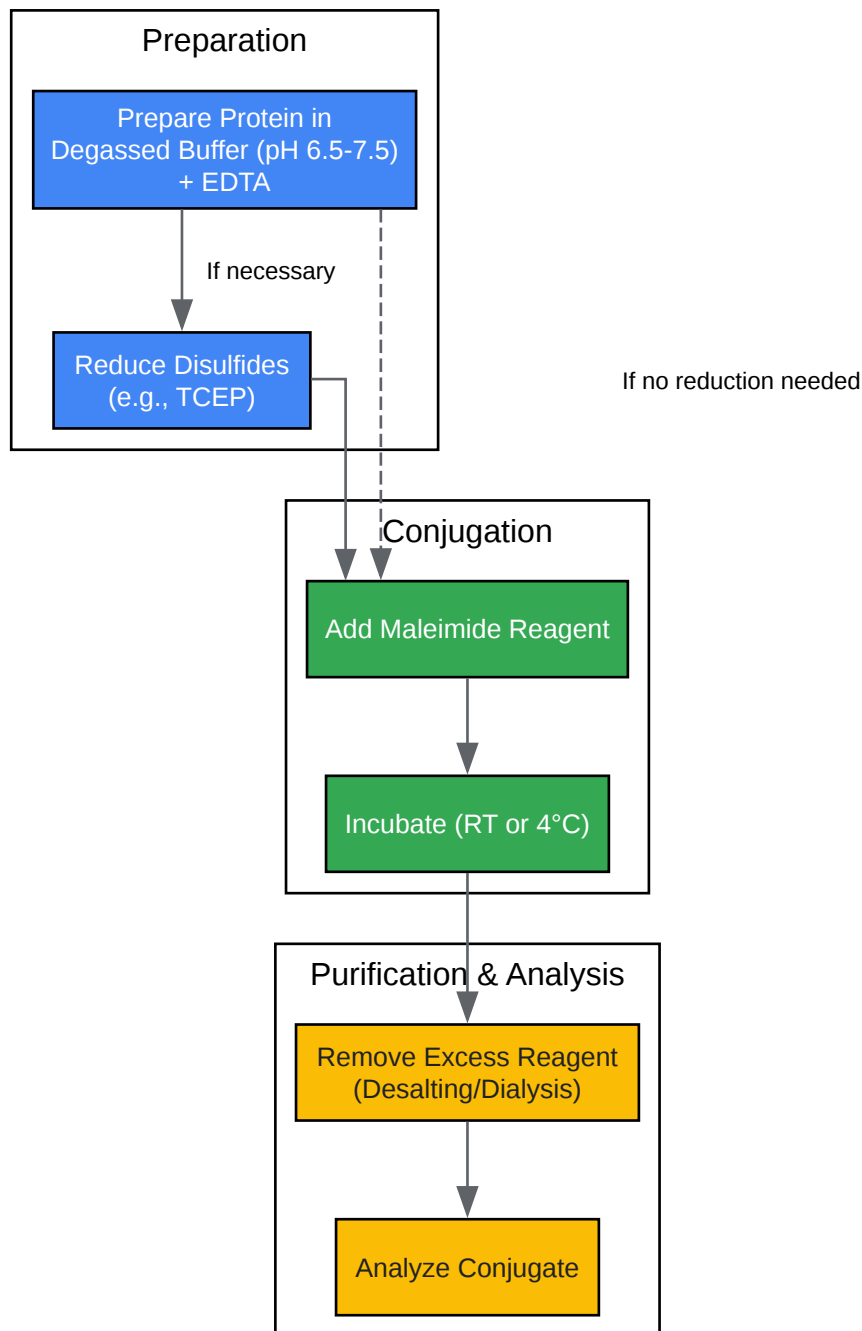 Preparation
Prepare Protein in
Degassed Buffer (pH 6.5-7.5)
+ EDTA
If necessary
Reduce Disulfides
(e.g., TCEP)
If no reduction needed
Conjugation
Add Maleimide Reagent
Incubate (RT or 4°C)
Purification & Analysis
Remove Excess Reagent
(Desalting/Dialysis)
Analyze Conjugate